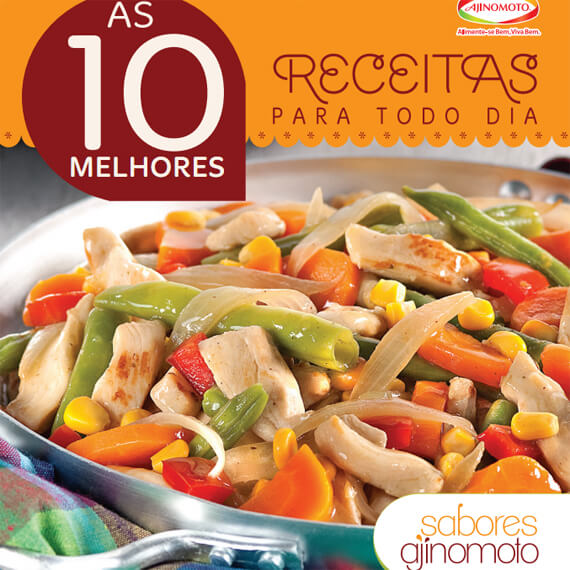 AS
10
MELHORES
RECEITAS
PARA TODO DIA
AJINOMOTO
Alimente-se Bem, Viva Bem.
sabores
ajinomoto